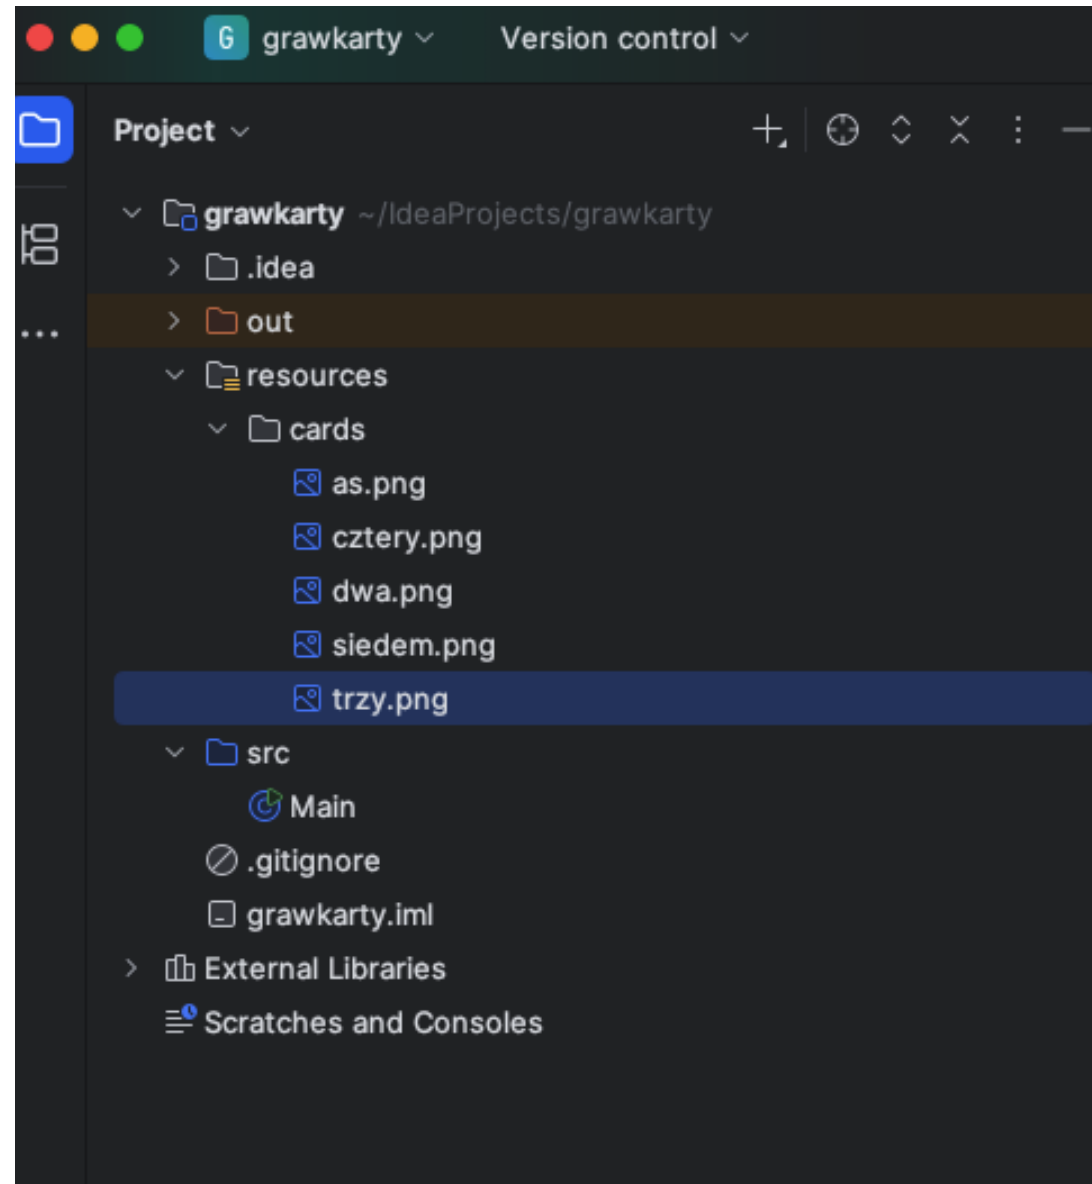 G grawkarty Version control
Project
grawkarty ~/IdeaProjects/grawkarty
.idea
out
resources
cards
as.png
cztery.png
dwa.png
siedem.png
trzy.png
src
Main
.gitignore
grawkarty.iml
External Libraries
Scratches and Consoles